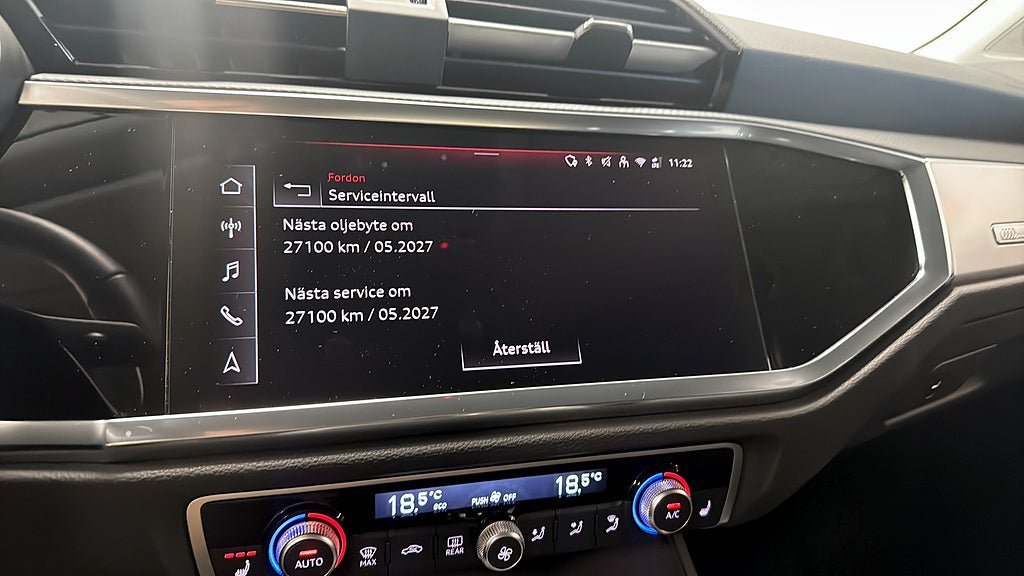 11:22
Fordon
Serviceintervall
Nästa oljebyte om
27100 km / 05.2027
Nästa service om
27100 km / 05.2027
Återställ
18,5°C
eco
PUSH OFF
18,5°C
AUTO
MAX
REAR
A/C